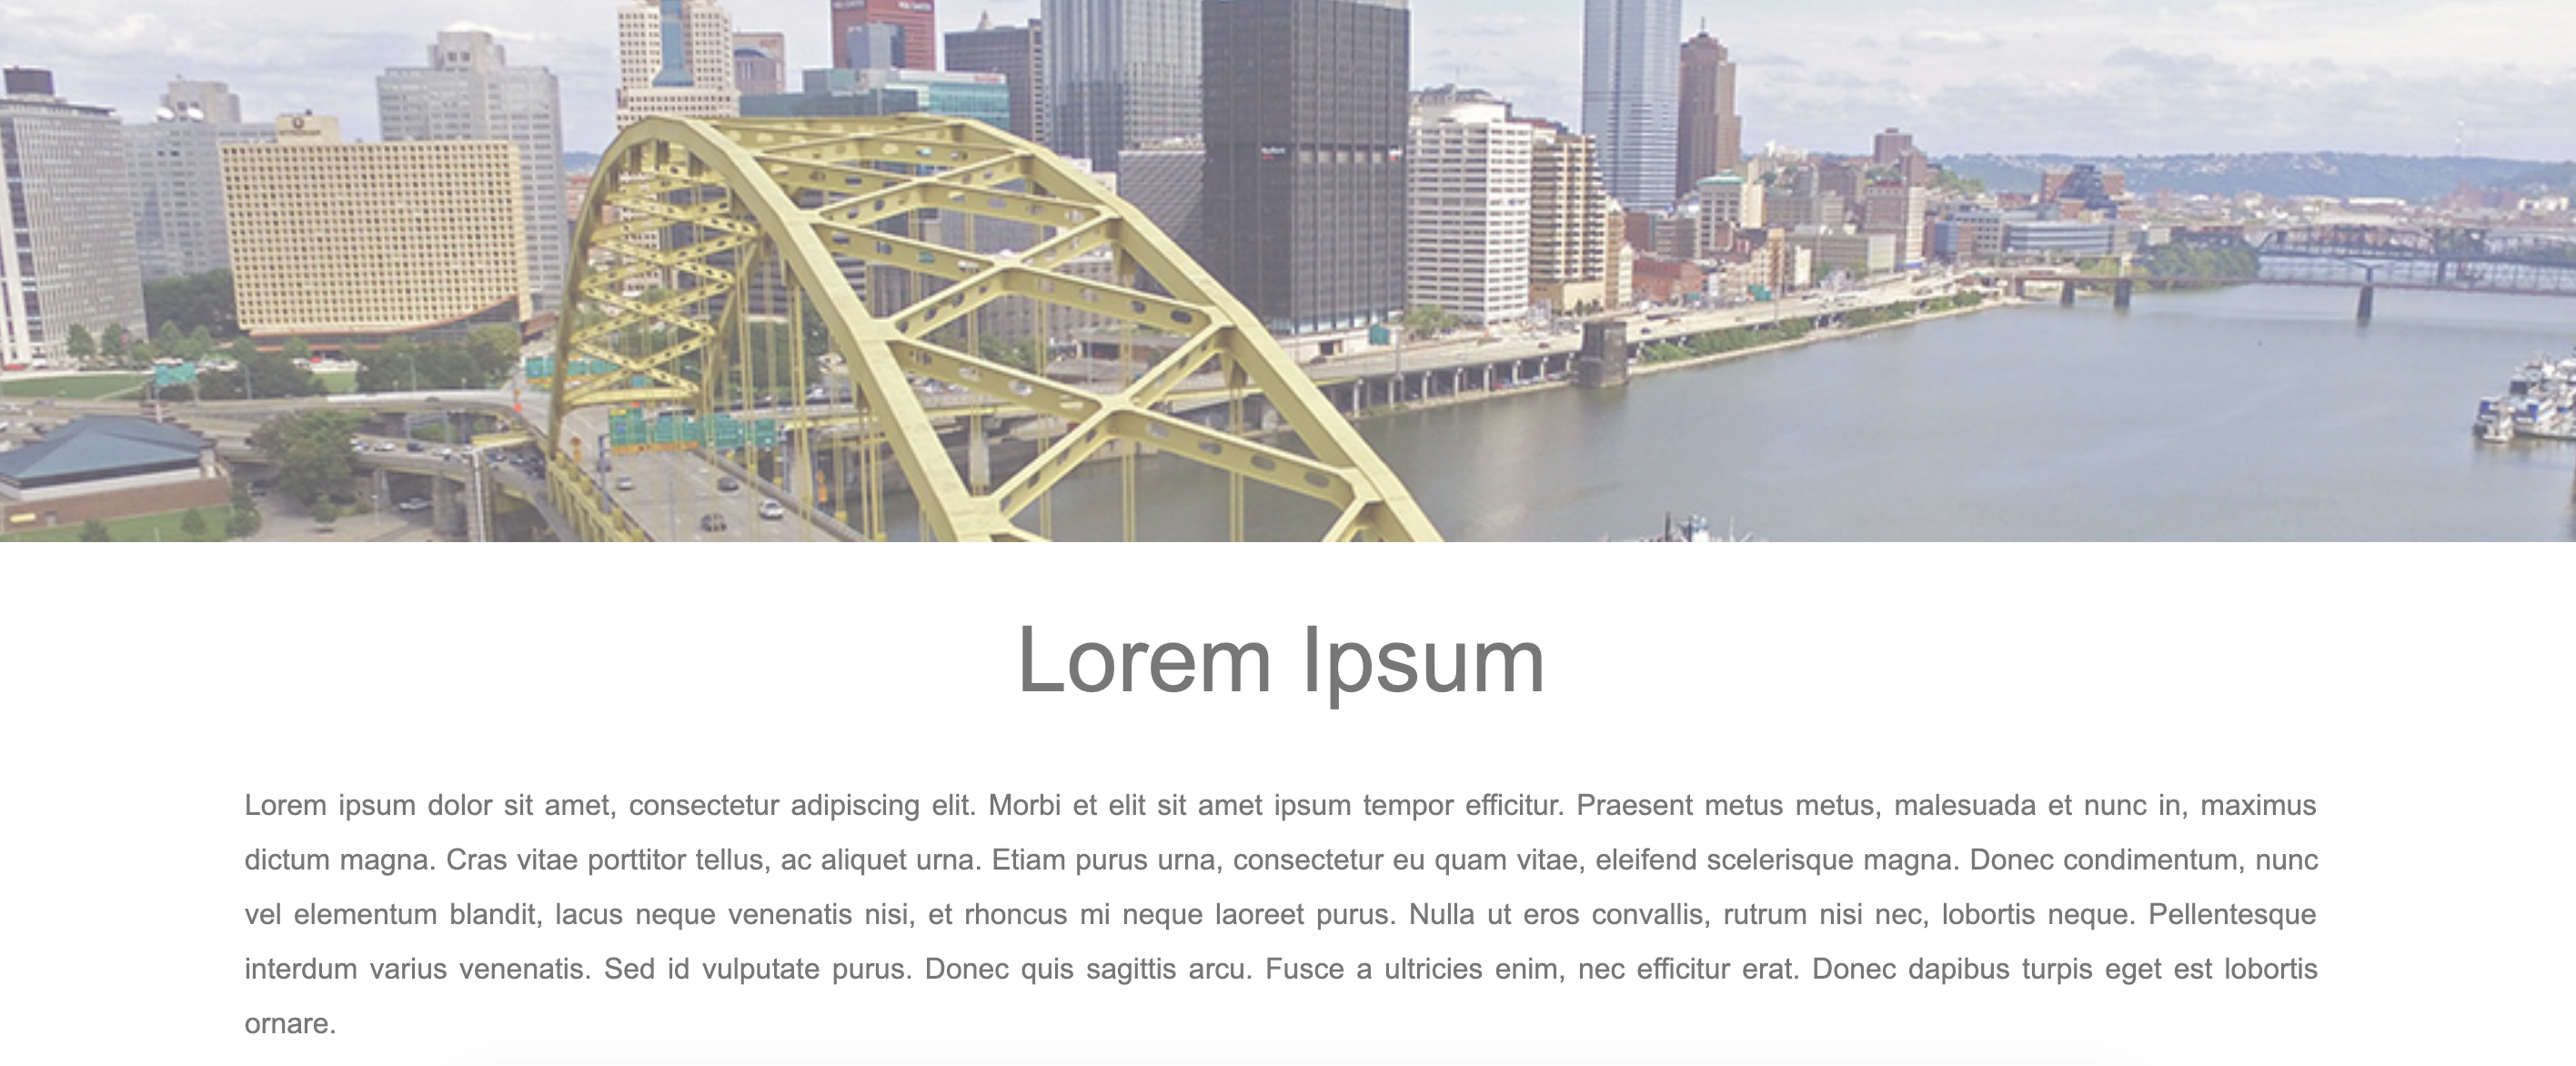 Lorem Ipsum
Lorem ipsum dolor sit amet, consectetur adipiscing elit. Morbi et elit sit amet ipsum tempor efficitur. Praesent metus metus, malesuada et nunc in, maximus
dictum magna. Cras vitae porttitor tellus, ac aliquet urna. Etiam purus urna, consectetur eu quam vitae, eleifend scelerisque magna. Donec condimentum, nunc
vel elementum blandit, lacus neque venenatis nisi, et rhoncus mi neque laoreet purus. Nulla ut eros convallis, rutrum nisi nec, lobortis neque. Pellentesque
interdum varius venenatis. Sed id vulputate purus. Donec quis sagittis arcu. Fusce a ultricies enim, nec efficitur erat. Donec dapibus turpis eget est lobortis
ornare.